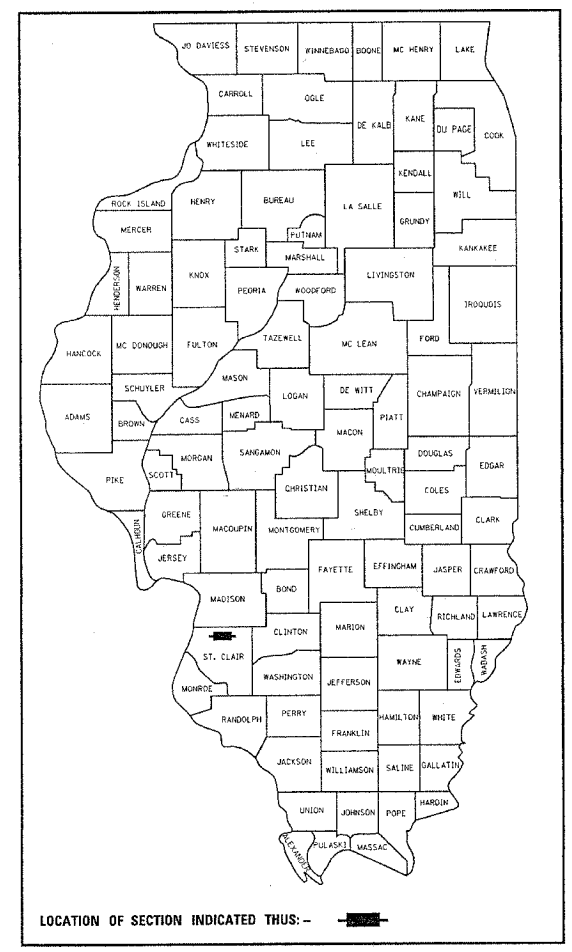 JO DAVIESS STEVENSON WINNEBAGO BOONE MC HENRY LAKE
CARROLL OGLE DE KALB KANE DU PAGE COOK
WHITESIDE LEE
KENDALL WILL
ROCK ISLAND HENRY BUREAU LA SALLE GRUNDY
MERCER PUTNAM KANKAKEE
STARK MARSHALL
HENDERSON WARREN KNOX PEORIA WOODFORD LIVINGSTON IROQUOIS
HANCOCK MC DONOUGH FULTON TAZEWELL MC LEAN FORD
SCHUYLER MASON LOGAN DE WITT CHAMPAIGN VERMILION
ADAMS BROWN CASS MENARD MACON PIATT
MORGAN SANGAMON DOUGLAS EDGAR
PIKE SCOTT CHRISTIAN MOULTRIE COLES
CALHOUN GREENE MACOUPIN MONTGOMERY SHELBY CUMBERLAND CLARK
JERSEY FAYETTE EFFINGHAM JASPER CRAWFORD
MADISON BOND CLAY RICHLAND LAWRENCE
CLINTON MARION
ST. CLAIR WAYNE EDWARDS WABASH
MONROE WASHINGTON JEFFERSON
RANDOLPH PERRY HAMILTON WHITE
FRANKLIN
JACKSON WILLIAMSON SALINE GALLATIN
UNION JOHNSON POPE HARDIN
ALEXANDER PULASKI MASSAC
LOCATION OF SECTION INDICATED THUS: -